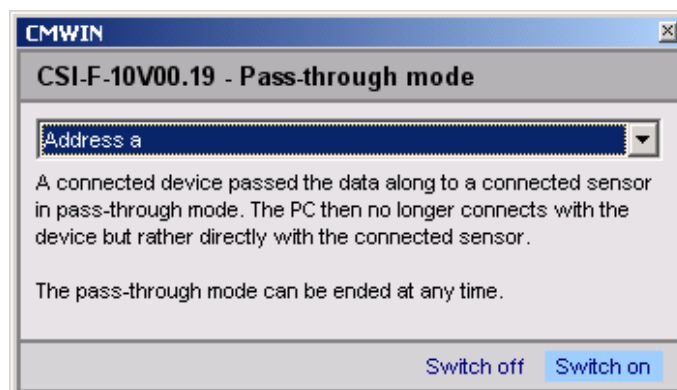 CMWIN
CSI-F-10V00.19 - Pass-through mode
Address a
A connected device passed the data along to a connected sensor
in pass-through mode. The PC then no longer connects with the
device but rather directly with the connected sensor.
The pass-through mode can be ended at any time.
Switch off Switch on